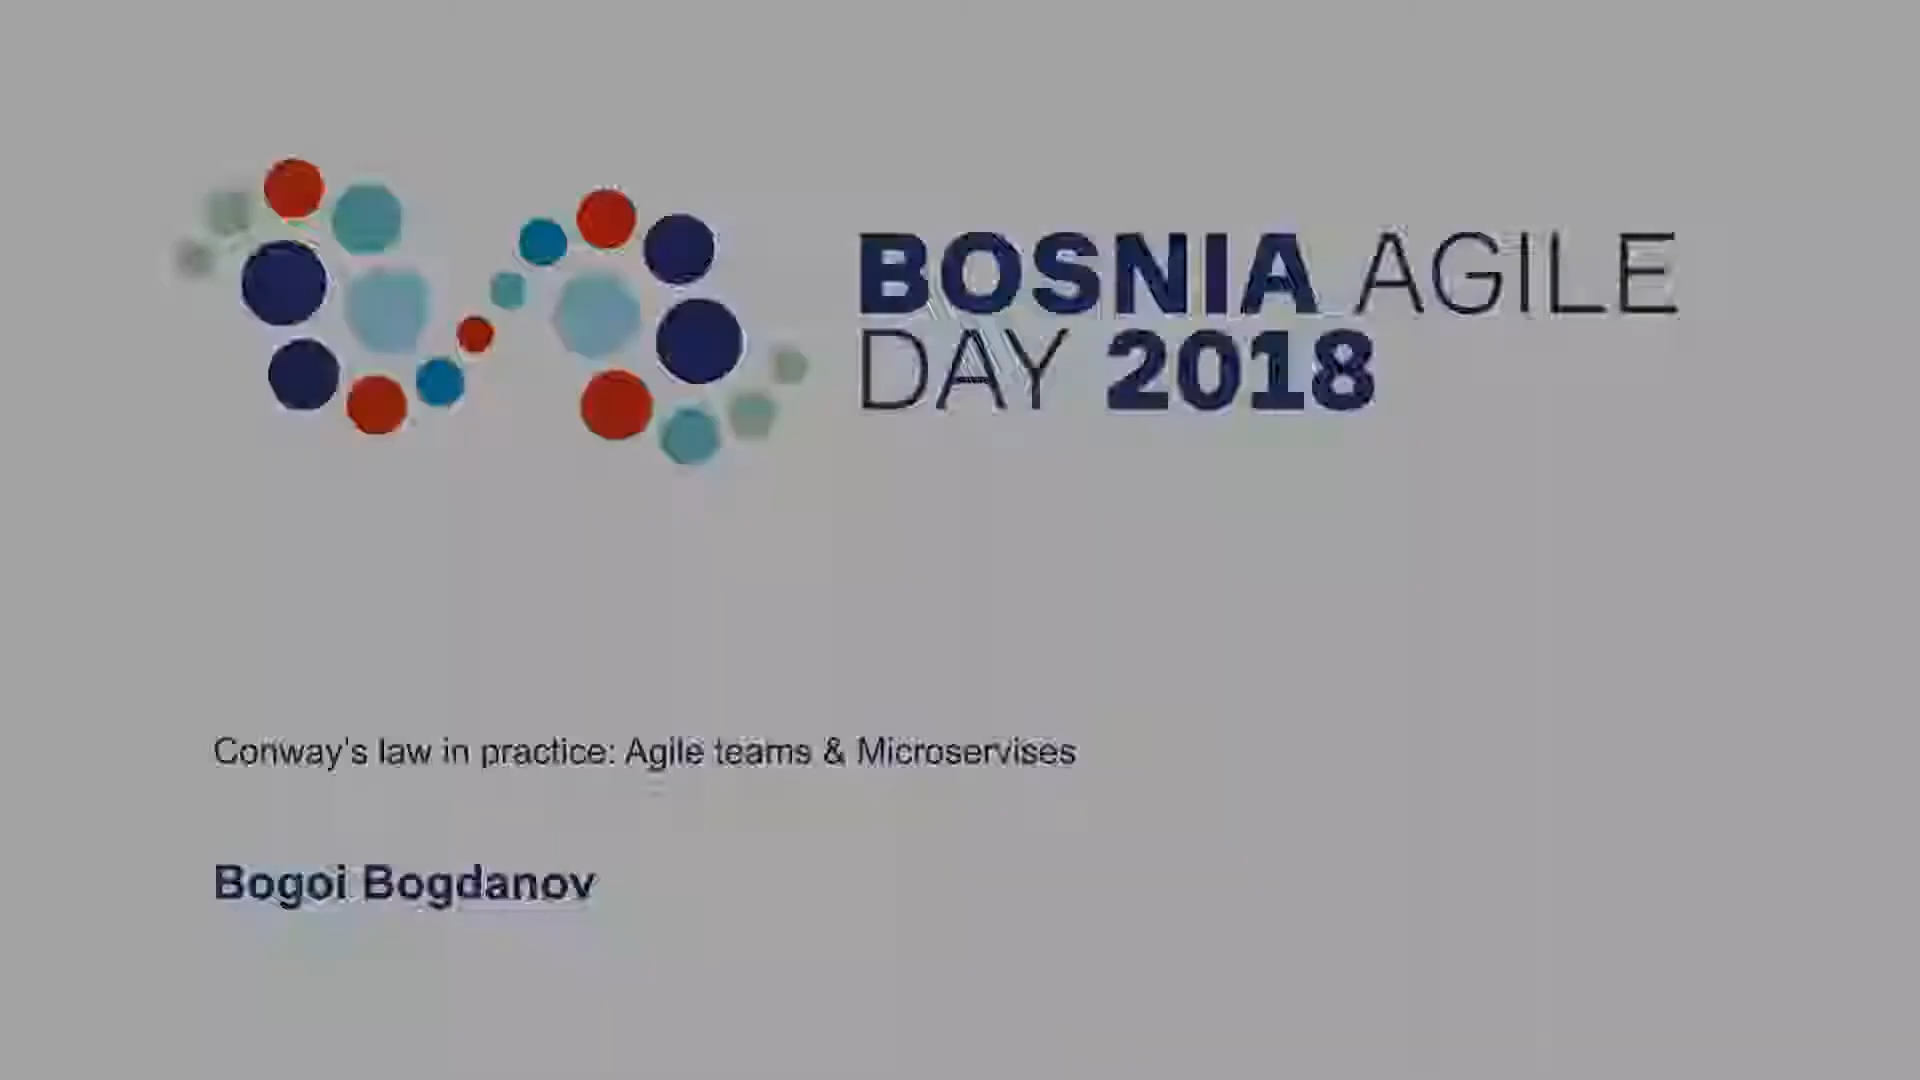 BOSNIA AGILE
DAY 2018
Conway's law in practice: Agile teams & Microservises
Bogoi Bogdanov